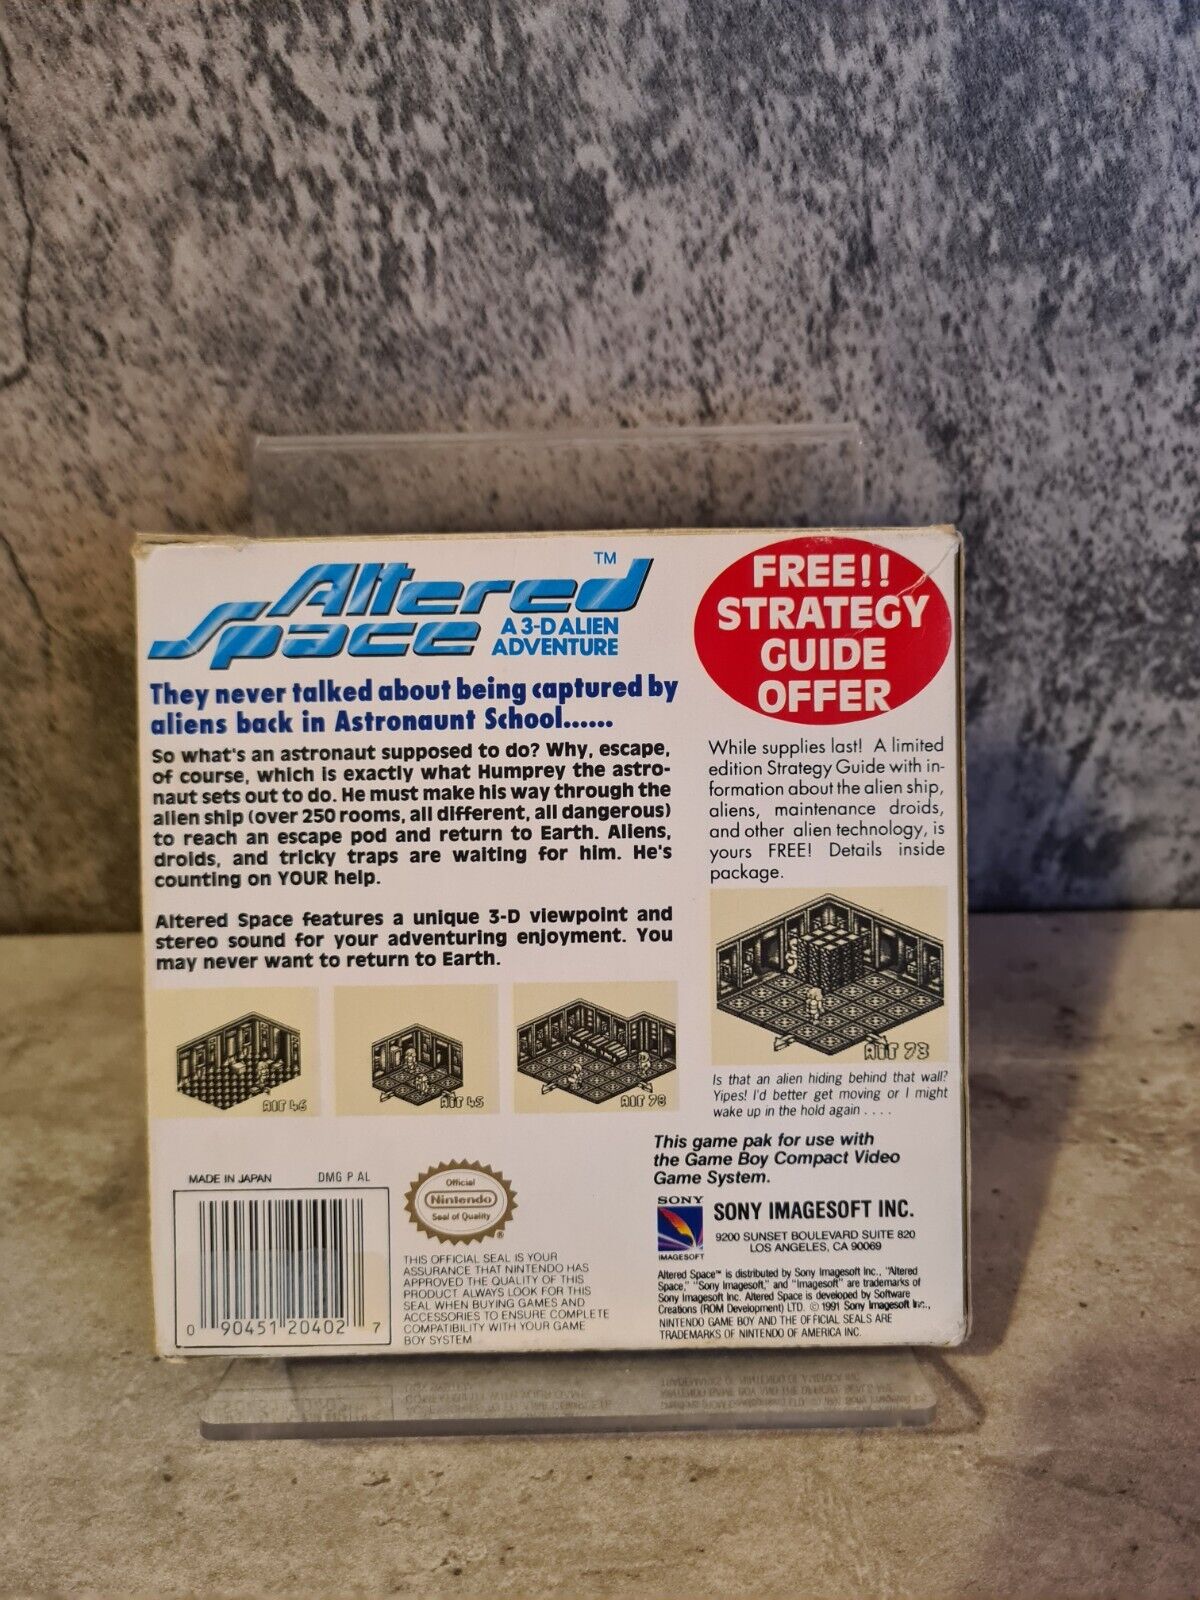 Altered™
Space
A 3-D ALIEN
ADVENTURE
They never talked about being captured by
aliens back in Astronaunt School......
So what's an astronaut supposed to do? Why, escape,
of course, which is exactly what Humprey the astro-
naut sets out to do. He must make his way through the
alien ship (over 250 rooms, all different, all dangerous)
to reach an escape pod and return to Earth. Aliens,
droids, and tricky traps are waiting for him. He's
counting on YOUR help.
Altered Space features a unique 3-D viewpoint and
stereo sound for your adventuring enjoyment. You
may never want to return to Earth.
AIR 46
AIR 45
AIR 78
FREE!!
STRATEGY
GUIDE
OFFER
While supplies last! A limited
edition Strategy Guide with in-
formation about the alien ship,
aliens, maintenance droids,
and other alien technology, is
yours FREE! Details inside
package.
AIR 73
Is that an alien hiding behind that wall?
Yipes! I'd better get moving or I might
wake up in the hold again . . . .
This game pak for use with
the Game Boy Compact Video
Game System.
MADE IN JAPAN DMG P AL
0 90451 20402 7
Official
Nintendo
Seal of Quality
®
THIS OFFICIAL SEAL IS YOUR
ASSURANCE THAT NINTENDO HAS
APPROVED THE QUALITY OF THIS
PRODUCT ALWAYS LOOK FOR THIS
SEAL WHEN BUYING GAMES AND
ACCESSORIES TO ENSURE COMPLETE
COMPATIBILITY WITH YOUR GAME
BOY SYSTEM
SONY
IMAGESOFT
SONY IMAGESOFT INC.
9200 SUNSET BOULEVARD SUITE 820
LOS ANGELES, CA 90069
Altered Space™ is distributed by Sony Imagesoft Inc., "Altered
Space," "Sony Imagesoft," and "Imagesoft" are trademarks of
Sony Imagesoft Inc. Altered Space is developed by Software
Creations (ROM Development) LTD. © 1991 Sony Imagesoft Inc.,
NINTENDO GAME BOY AND THE OFFICIAL SEALS ARE
TRADEMARKS OF NINTENDO OF AMERICA INC.